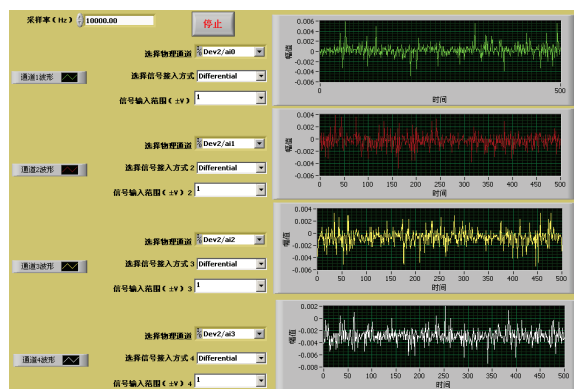 采样率(Hz) 10000.00
停止
选择物理通道 Dev2/ai0
通道1波形
选择信号接入方式 Differential
信号输入范围(±V) 1
幅值
0.006
0.004
0.002
0
-0.002
-0.004
-0.006
0 500
时间
选择物理通道 Dev2/ai1
通道2波形
选择信号接入方式 2 Differential
信号输入范围(±V) 2 1
幅值
0.004
0.002
0
-0.002
-0.004
-0.006
0 50 100 150 200 250 300 350 400 450 500
时间
选择物理通道 Dev2/ai2
通道3波形
选择信号接入方式 3 Differential
信号输入范围(±V) 3 1
幅值
0.004
0.002
0
-0.002
-0.004
-0.006
0 50 100 150 200 250 300 350 400 450 500
时间
选择物理通道 Dev2/ai3
通道4波形
选择信号接入方式 4 Differential
信号输入范围(±V) 4 1
幅值
0.002
0
-0.002
-0.004
-0.006
-0.008
0 50 100 150 200 250 300 350 400 450 500
时间